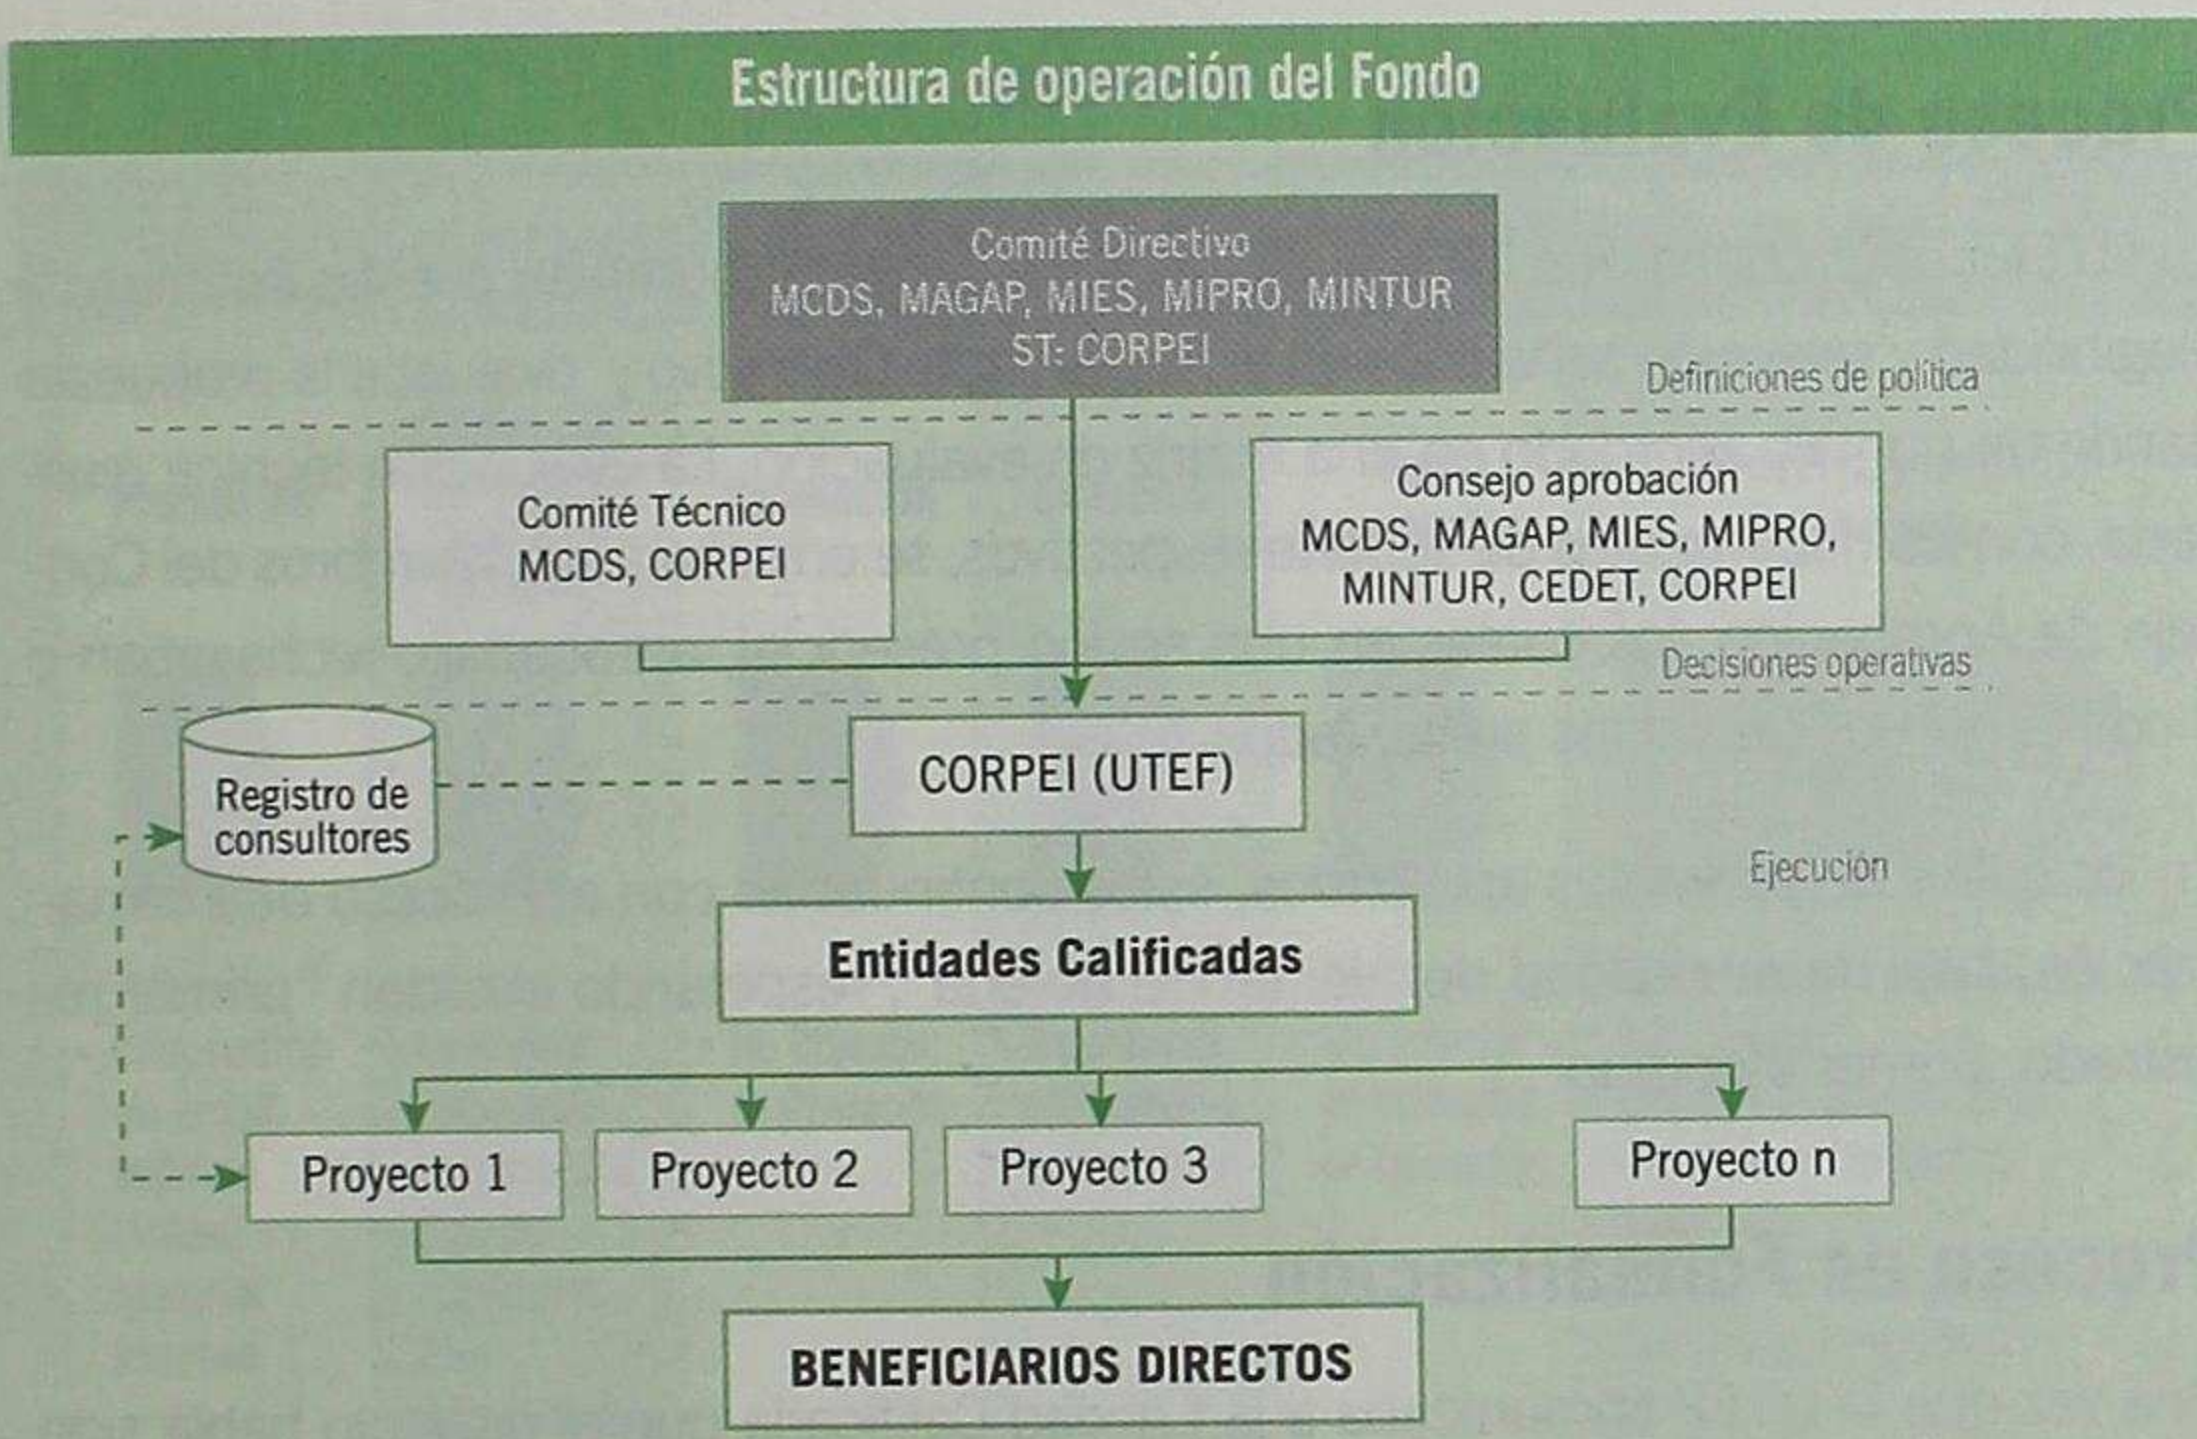 Estructura de operación del Fondo
Comité Directivo
MCDS, MAGAP, MIES, MIPRO, MINTUR
ST: CORPEI
Definiciones de política
Comité Técnico
MCDS, CORPEI
Consejo aprobación
MCDS, MAGAP, MIES, MIPRO,
MINTUR, CEDET, CORPEI
Decisiones operativas
Registro de
consultores
CORPEI (UTEF)
Ejecución
Entidades Calificadas
Proyecto 1
Proyecto 2
Proyecto 3
Proyecto n
BENEFICIARIOS DIRECTOS